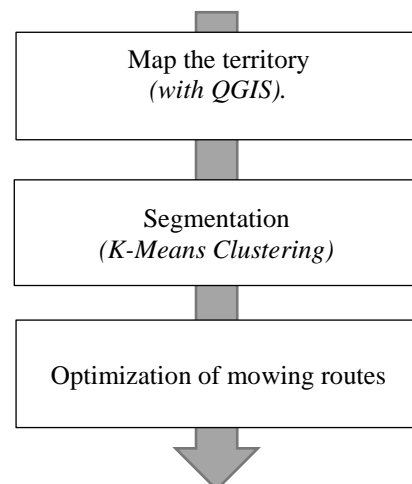 Map the territory
(with QGIS).
Segmentation
(K-Means Clustering)
Optimization of mowing routes